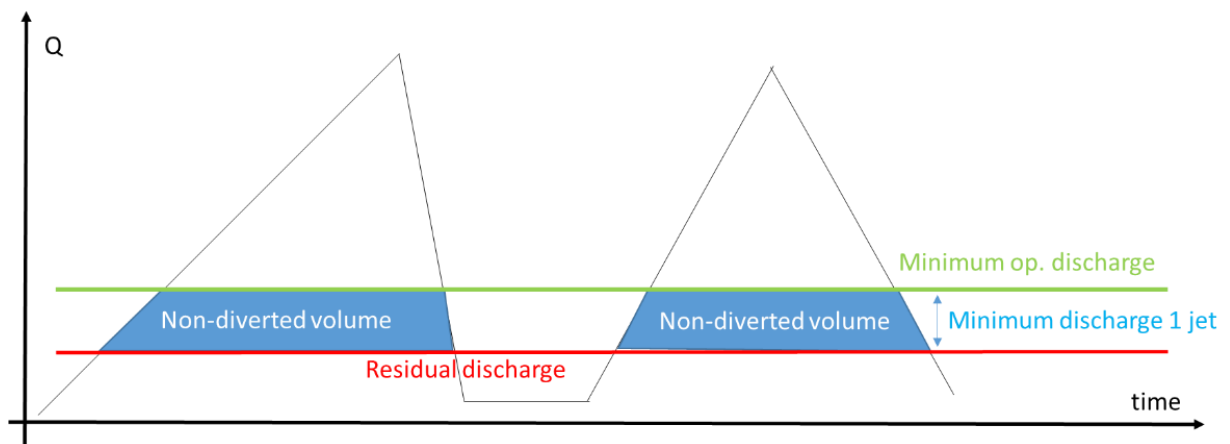 Q
Minimum op. discharge
Non-diverted volume
Non-diverted volume
Minimum discharge 1 jet
Residual discharge
time